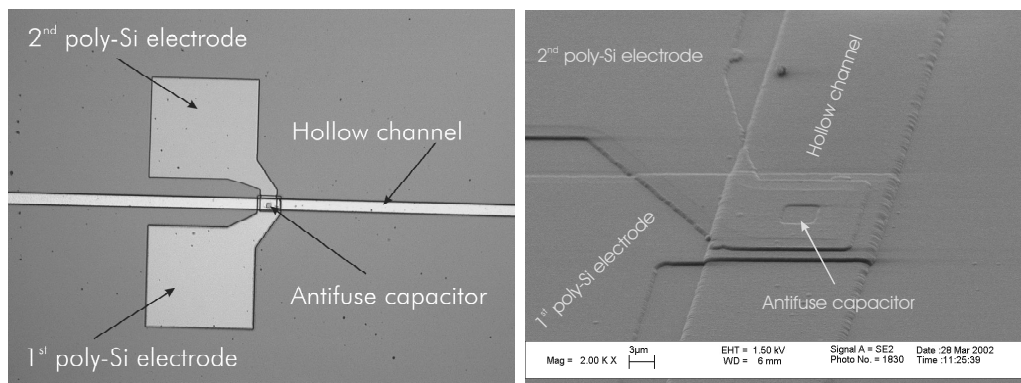 2nd poly-Si electrode
Hollow channel
Antifuse capacitor
1st poly-Si electrode
2nd poly-Si electrode
Hollow channel
1st poly-Si electrode
Antifuse capacitor
Mag = 2.00 K X
3µm
EHT = 1.50 kV
WD = 6 mm
Signal A = SE2
Photo No. = 1830
Date :28 Mar 2002
Time :11:25:39